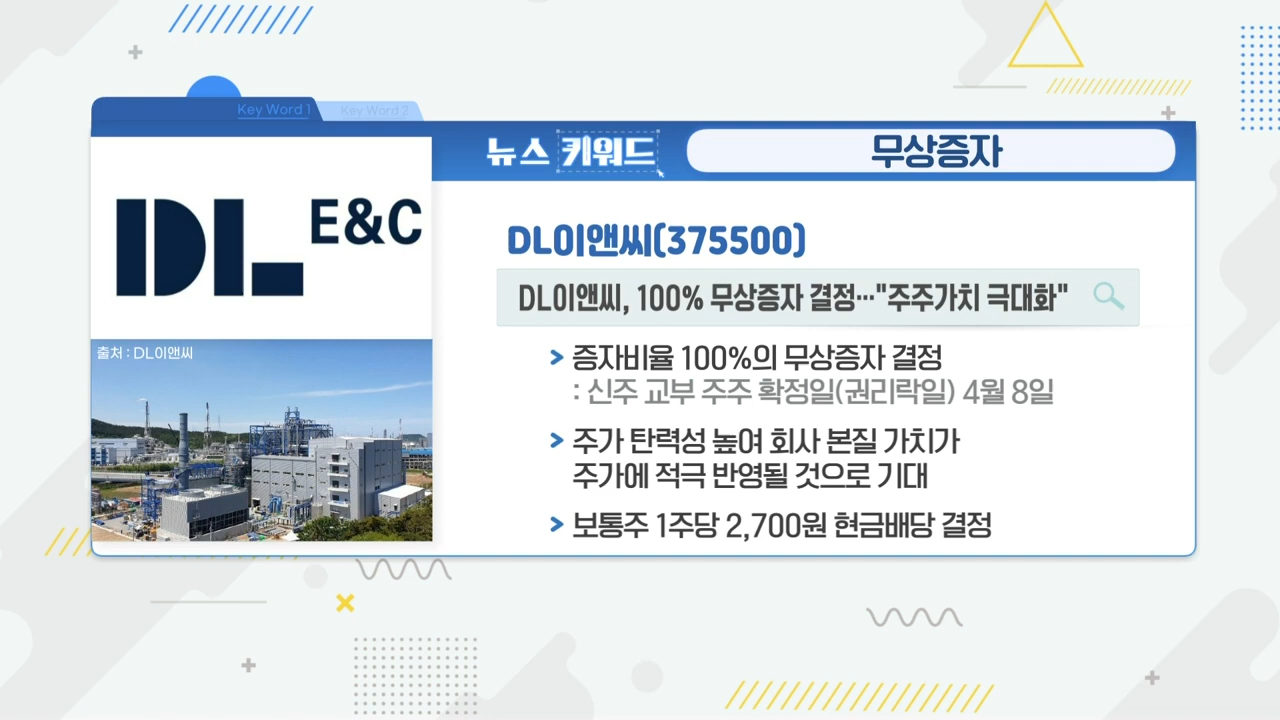 Key Word 1
Key Word 2
뉴스 키워드
무상증자
DL E&C
DL이앤씨(375500)
DL이앤씨, 100% 무상증자 결정…"주주가치 극대화"
출처 : DL이앤씨
증자비율 100%의 무상증자 결정
: 신주 교부 주주 확정일(권리락일) 4월 8일
주가 탄력성 높여 회사 본질 가치가
주가에 적극 반영될 것으로 기대
보통주 1주당 2,700원 현금배당 결정